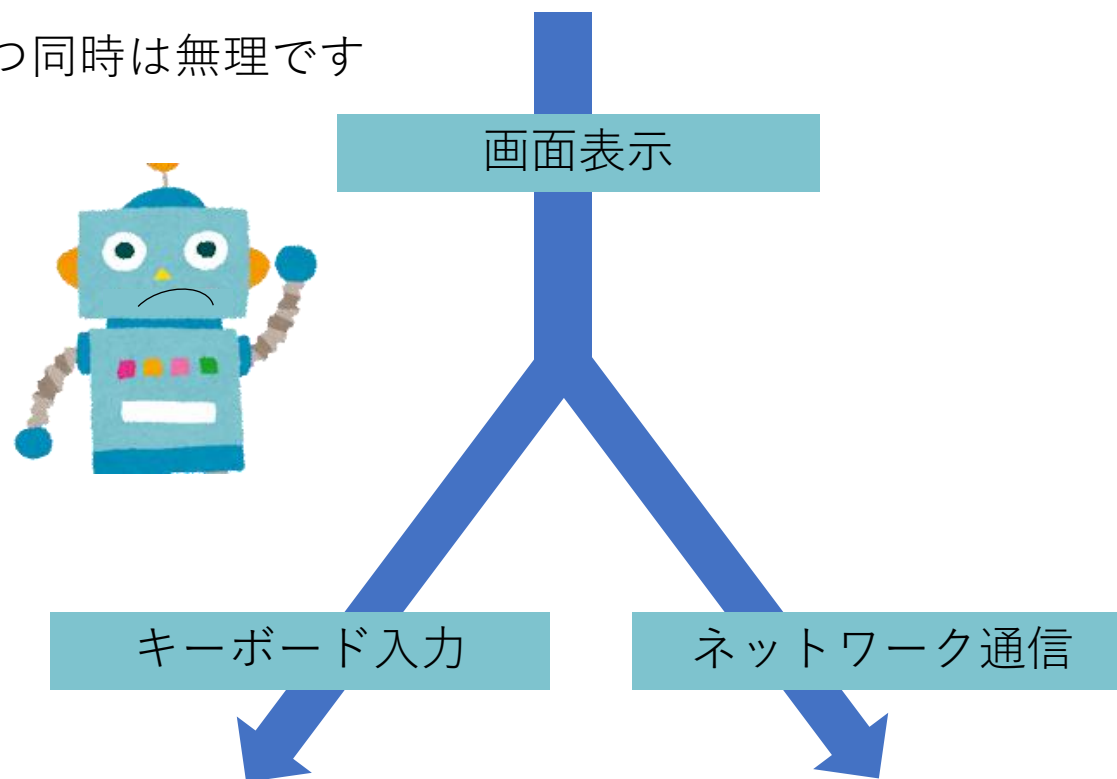 つ同時は無理です
画面表示
キーボード入力
ネットワーク通信